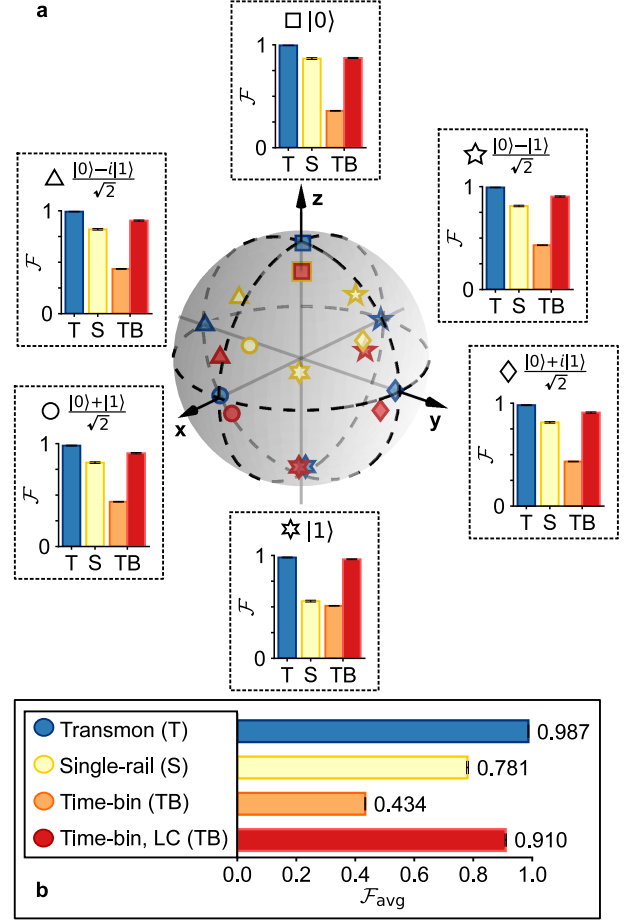 a
|0⟩
ℱ
1
0
T S TB
|0⟩−i|1⟩
√2
ℱ
1
0
T S TB
|0⟩−|1⟩
√2
ℱ
1
0
T S TB
z
x
y
|0⟩+|1⟩
√2
ℱ
1
0
T S TB
|0⟩+i|1⟩
√2
ℱ
1
0
T S TB
|1⟩
ℱ
1
0
T S TB
Transmon (T) 0.987
Single-rail (S) 0.781
Time-bin (TB) 0.434
Time-bin, LC (TB) 0.910
0.0 0.2 0.4 0.6 0.8 1.0
b
ℱavg